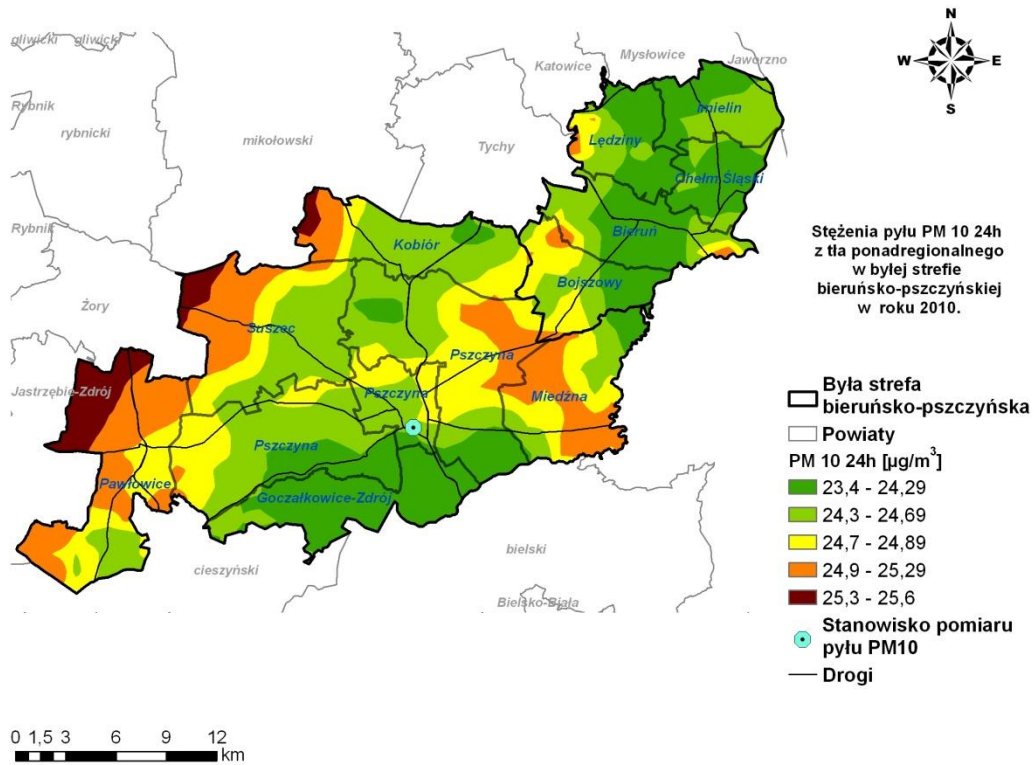 N
W E
S
gliwicki gliwicki
Mysłowice
Katowice
Jaworzno
Rybnik
rybnicki
mikołowski
Tychy
Imielin
Lędziny
Chełm Śląski
Rybnik
Kobiór
Bieruń
Bojszowy
Żory
Suszec
Pszczyna
Jastrzębie-Zdrój
Pszczyna
Miedźna
Pszczyna
Pawłowice
Goczałkowice-Zdrój
bielski
cieszyński
Bielsko-Biała
Stężenia pyłu PM 10 24h
z tła ponadregionalnego
w byłej strefie
bieruńsko-pszczyńskiej
w roku 2010.
Była strefa
bieruńsko-pszczyńska
Powiaty
PM 10 24h [µg/m³]
23,4 - 24,29
24,3 - 24,69
24,7 - 24,89
24,9 - 25,29
25,3 - 25,6
Stanowisko pomiaru
pyłu PM10
Drogi
0 1,5 3 6 9 12
km